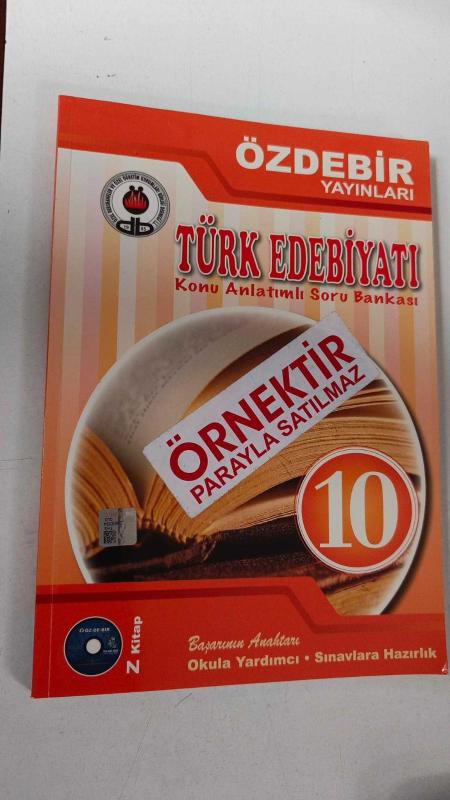 ÖZDEBİR
YAYINLARI
TÜRK EDEBİYATI
Konu Anlatımlı Soru Bankası
ÖRNEKTİR
PARAYLA SATILMAZ
10
Z Kitap
Başarının Anahtarı
Okula Yardımcı • Sınavlara Hazırlık